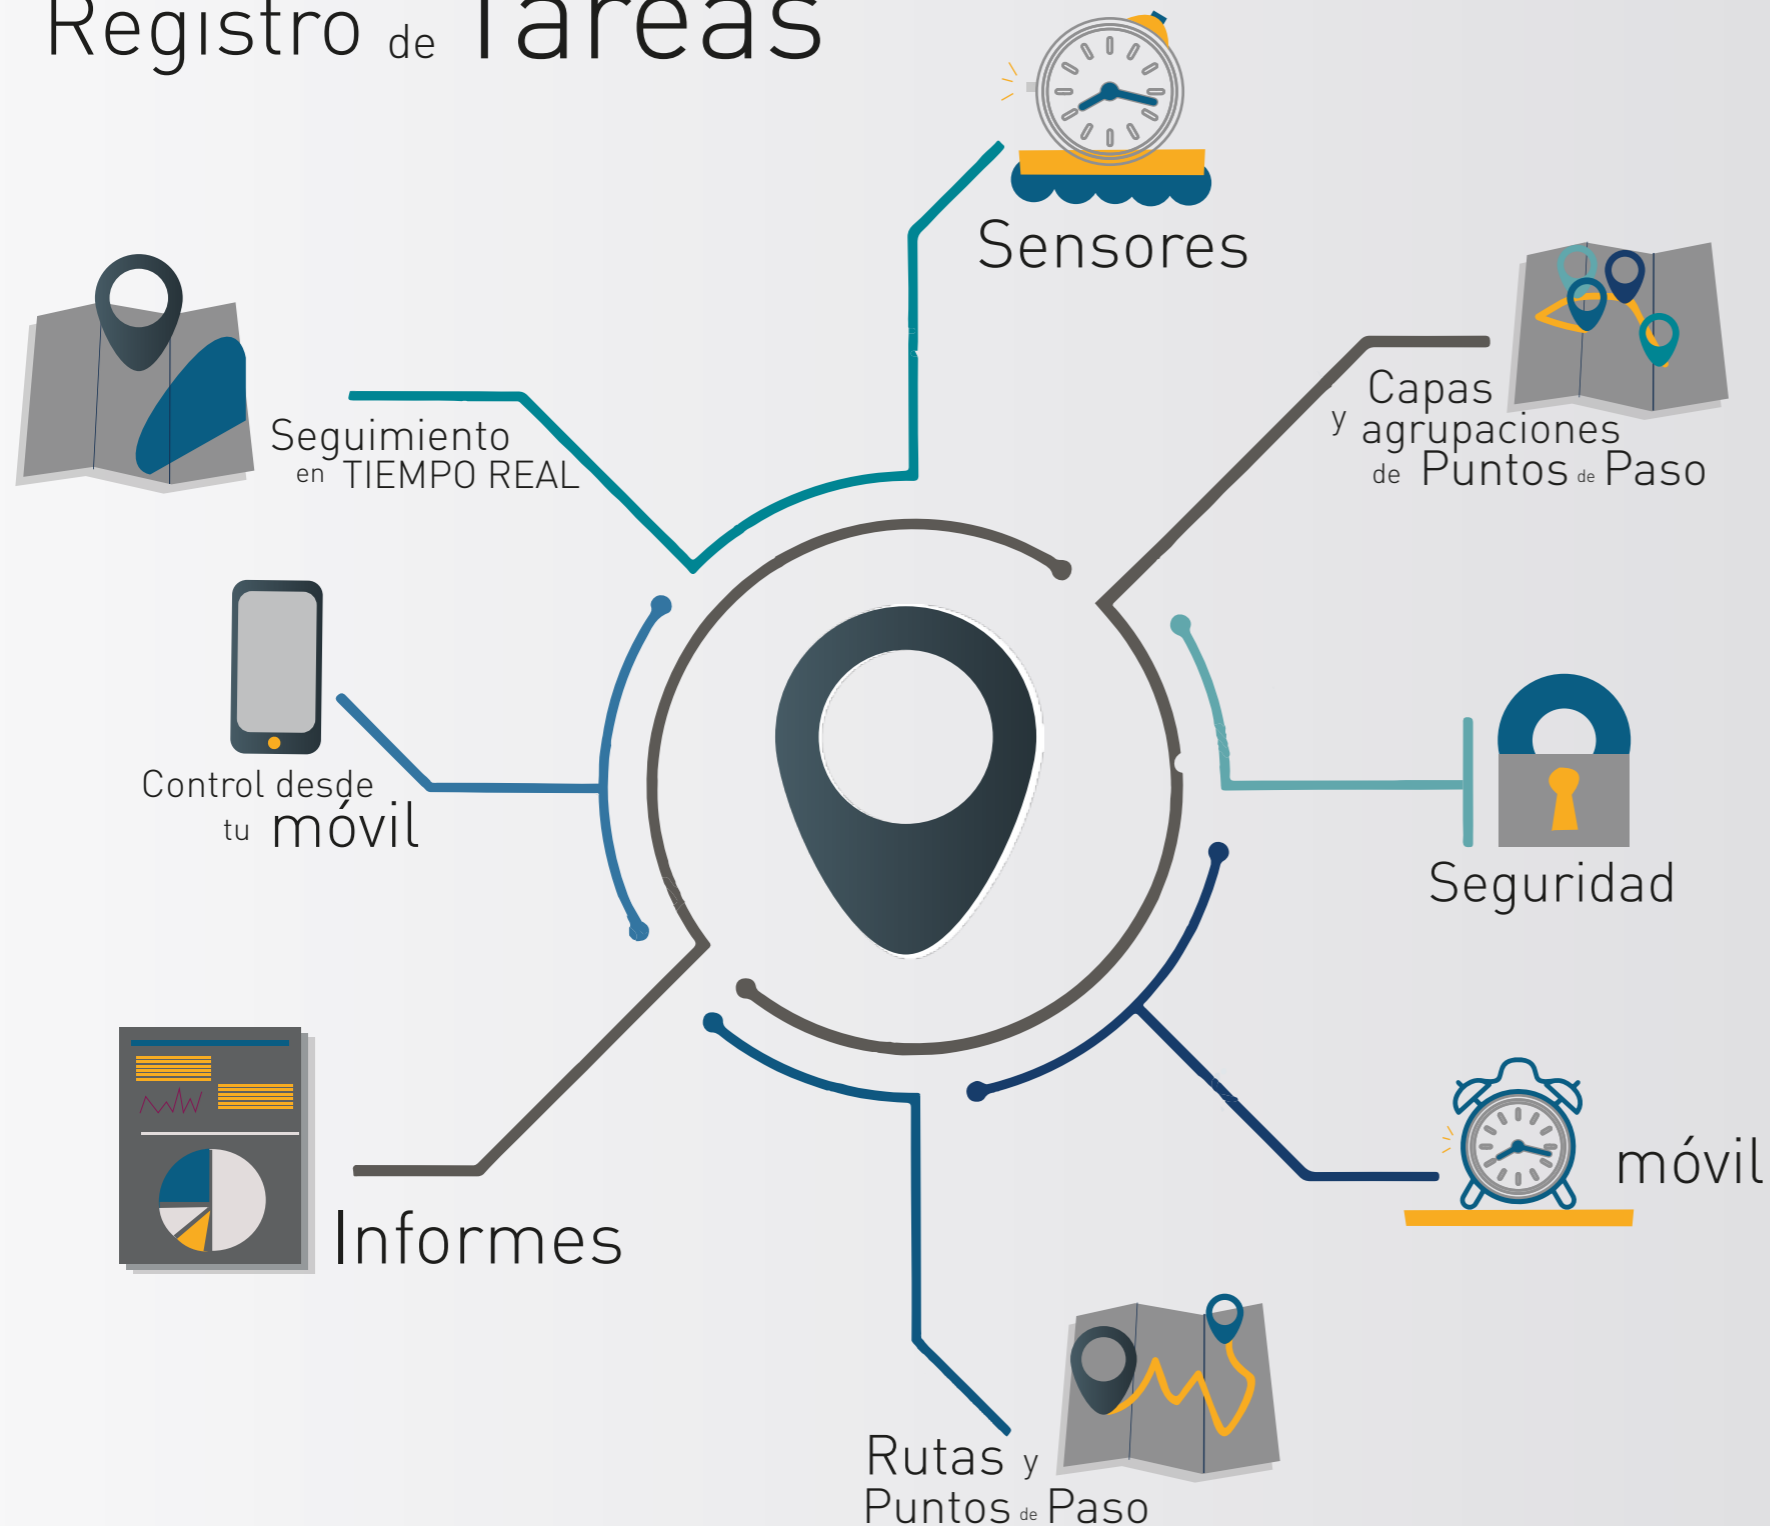 Registro de Tareas
Sensores
Seguimiento
en TIEMPO REAL
Capas
y agrupaciones
de Puntos de Paso
Control desde
tu móvil
Seguridad
Informes
móvil
Rutas y
Puntos de Paso